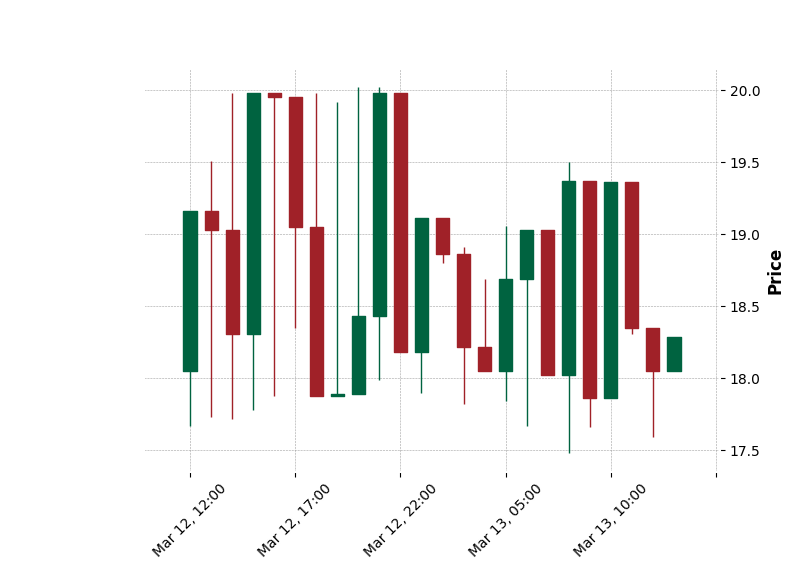 20.0
19.5
19.0
18.5
18.0
17.5
Price
Mar 12, 12:00
Mar 12, 17:00
Mar 12, 22:00
Mar 13, 05:00
Mar 13, 10:00